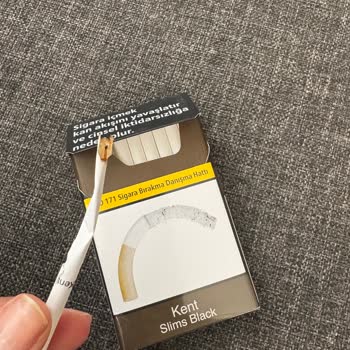 Sigara içmek
kan akışını yavaşlatır
ve cinsel iktidarsızlığa
neden olur.
171 Sigara Bırakma Danışma Hattı
Kent
Slims Black